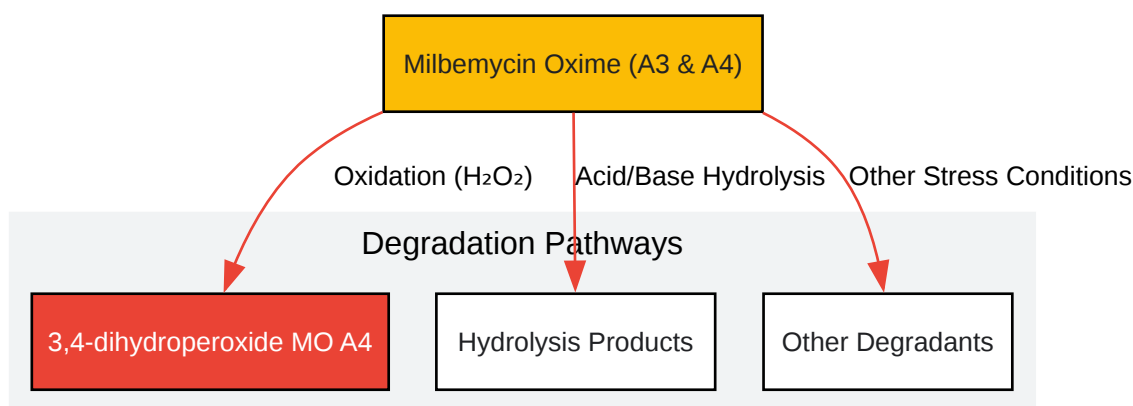 Milbemycin Oxime (A3 & A4)
Oxidation (H₂O₂)
Acid/Base Hydrolysis
Other Stress Conditions
Degradation Pathways
3,4-dihydroperoxide MO A4
Hydrolysis Products
Other Degradants